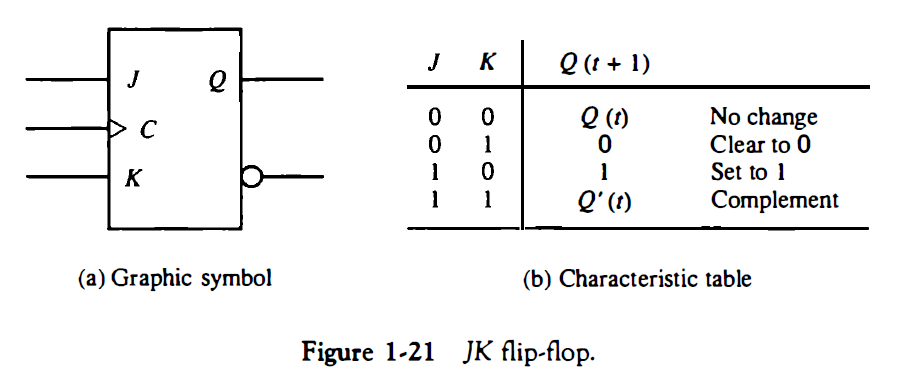 J Q
C
K
(a) Graphic symbol
J K Q (t + 1)
0 0 Q (t) No change
0 1 0 Clear to 0
1 0 1 Set to 1
1 1 Q' (t) Complement
(b) Characteristic table
Figure 1-21 JK flip-flop.